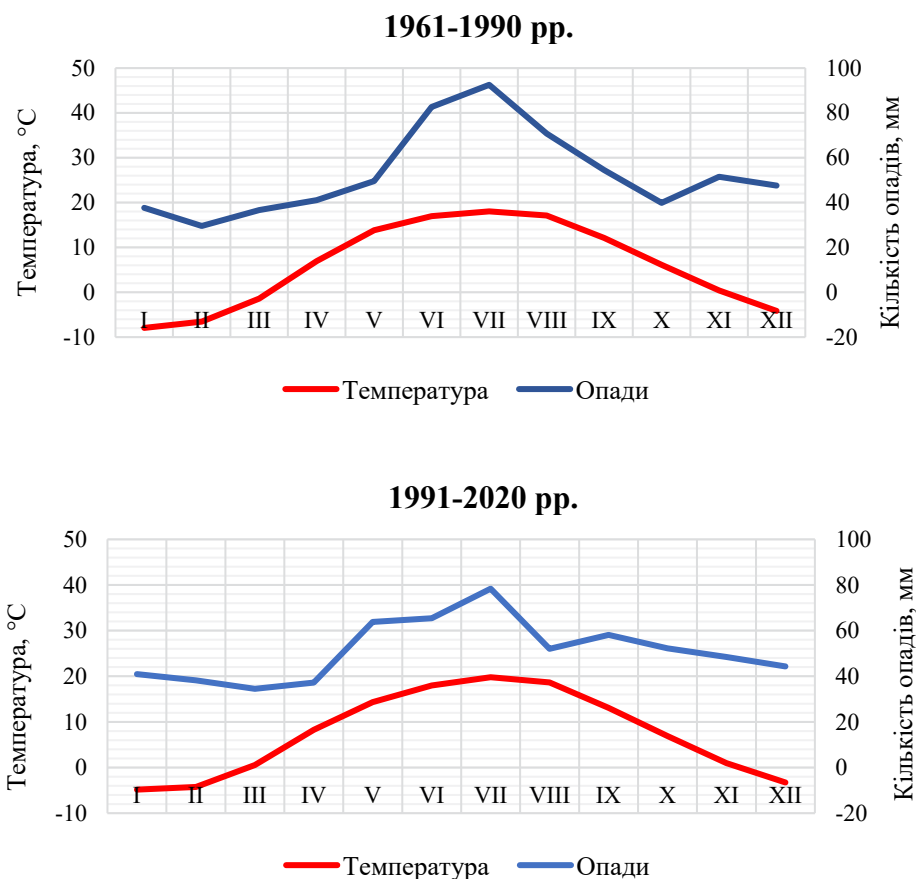 1961-1990 рр.
Температура, °С
50
40
30
20
10
0
-10
I II III IV V VI VII VIII IX X XI XII
100
80
60
40
20
0
-20
Кількість опадів, мм
Температура Опади
1991-2020 рр.
Температура, °С
50
40
30
20
10
0
-10
I II III IV V VI VII VIII IX X XI XII
100
80
60
40
20
0
-20
Кількість опадів, мм
Температура Опади